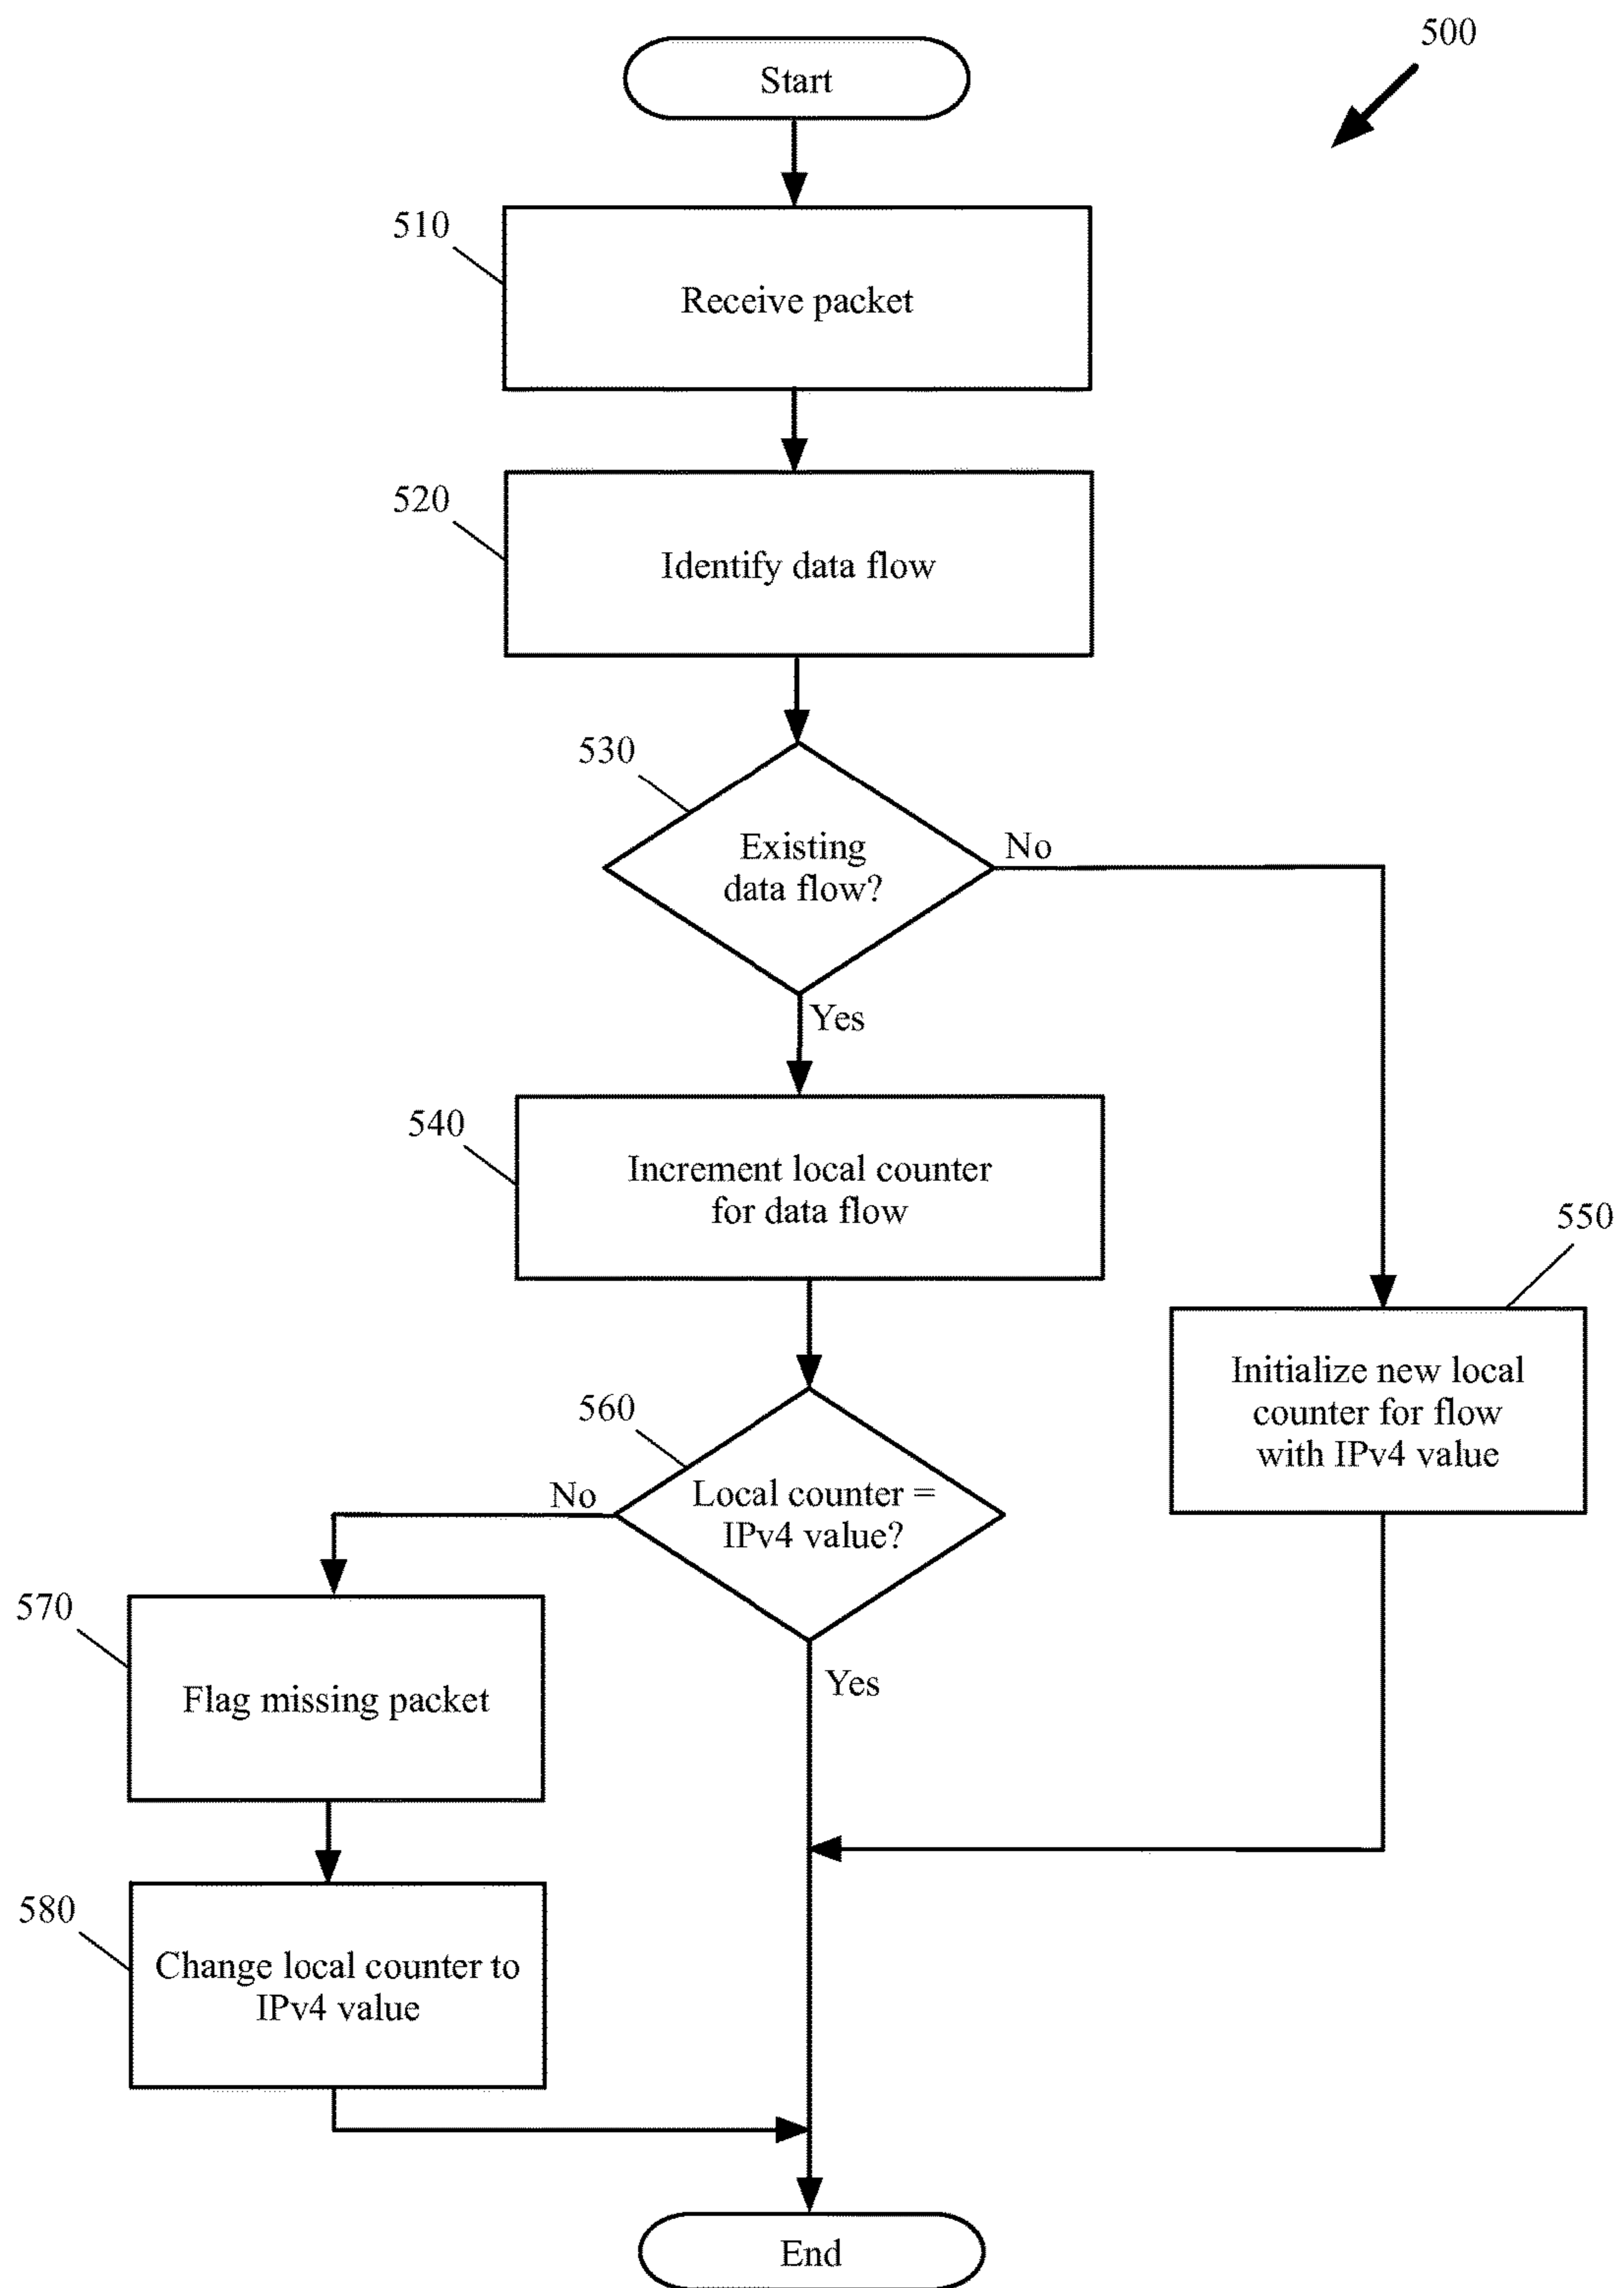 500
Start
510
Receive packet
520
Identify data flow
530
Existing
data flow?
No
Yes
540
Increment local counter
for data flow
550
Initialize new local
counter for flow
with IPv4 value
560
Local counter =
IPv4 value?
No
Yes
570
Flag missing packet
580
Change local counter to
IPv4 value
End